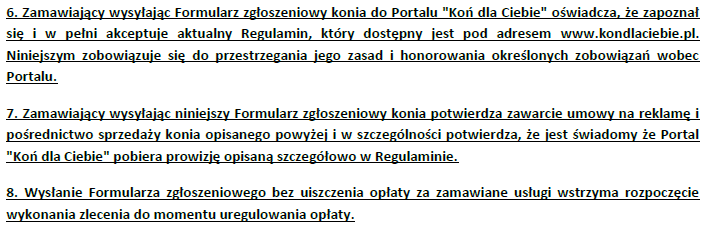 6. Zamawiający wysyłając Formularz zgłoszeniowy konia do Portalu "Koń dla Ciebie" oświadcza, że zapoznał
się i w pełni akceptuje aktualny Regulamin, który dostępny jest pod adresem www.kondlaciebie.pl.
Niniejszym zobowiązuje się do przestrzegania jego zasad i honorowania określonych zobowiązań wobec
Portalu.
7. Zamawiający wysyłając niniejszy Formularz zgłoszeniowy konia potwierdza zawarcie umowy na reklamę i
pośrednictwo sprzedaży konia opisanego powyżej i w szczególności potwierdza, że jest świadomy że Portal
"Koń dla Ciebie" pobiera prowizję opisaną szczegółowo w Regulaminie.
8. Wysłanie Formularza zgłoszeniowego bez uiszczenia opłaty za zamawiane usługi wstrzyma rozpoczęcie
wykonania zlecenia do momentu uregulowania opłaty.